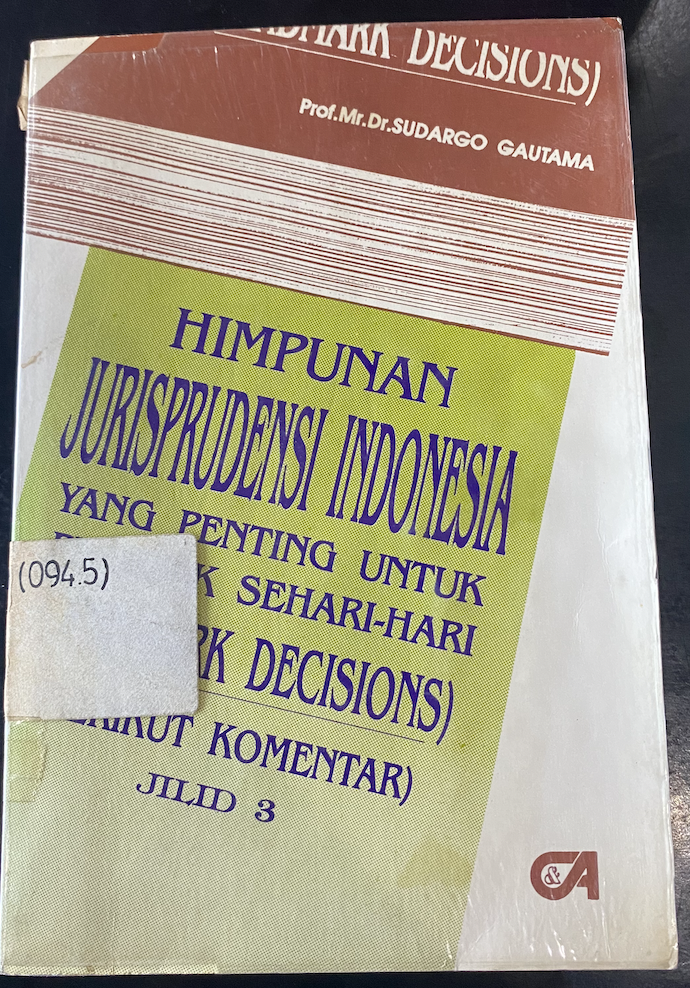 DECISIONS)
Prof.Mr.Dr.SUDARGO GAUTAMA
HIMPUNAN
JURISPRUDENSI INDONESIA
YANG PENTING UNTUK
SEHARI-HARI
(094.5)
DECISIONS)
KOMENTAR)
JILID 3
C&A